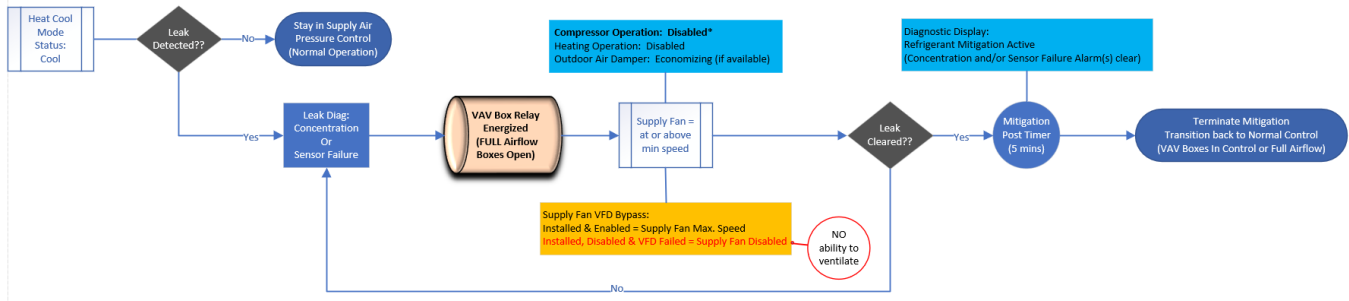 Heat Cool
Mode
Status:
Cool
Leak
Detected??
No
Stay in Supply Air
Pressure Control
(Normal Operation)
Yes
Leak Diag:
Concentration
Or
Sensor Failure
VAV Box Relay
Energized
(FULL Airflow
Boxes Open)
Compressor Operation: Disabled*
Heating Operation: Disabled
Outdoor Air Damper: Economizing (if available)
Supply Fan =
at or above
min speed
Supply Fan VFD Bypass:
Installed & Enabled = Supply Fan Max. Speed
Installed, Disabled & VFD Failed = Supply Fan Disabled
NO
ability to
ventilate
Leak
Cleared??
No
Yes
Diagnostic Display:
Refrigerant Mitigation Active
(Concentration and/or Sensor Failure Alarm(s) clear)
Mitigation
Post Timer
(5 mins)
Terminate Mitigation
Transition back to Normal Control
(VAV Boxes In Control or Full Airflow)